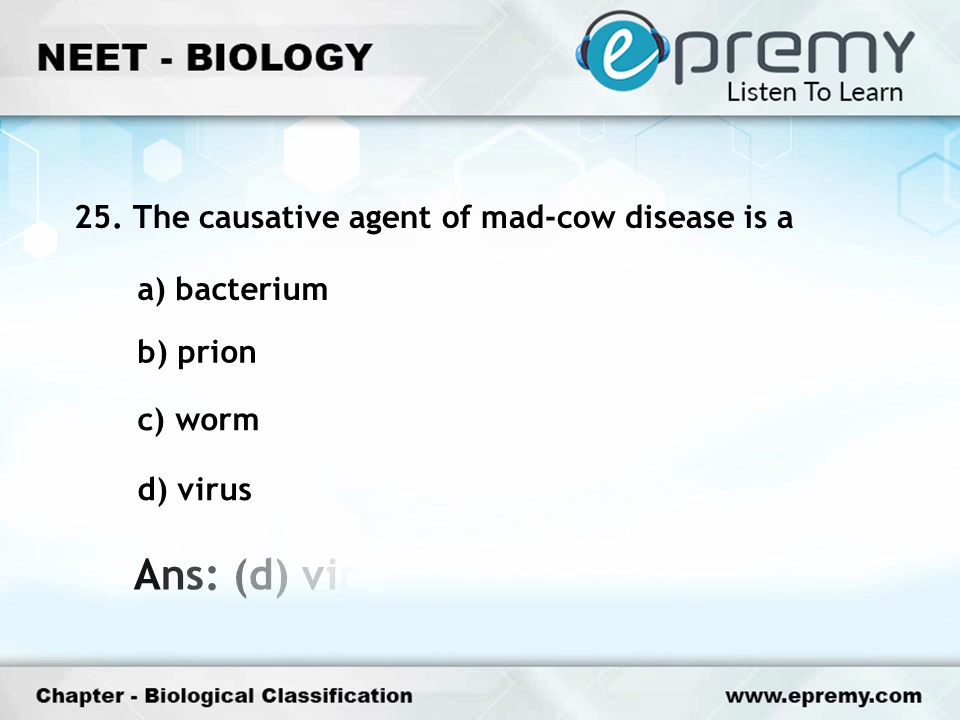 NEET - BIOLOGY
epremy
Listen To Learn
25. The causative agent of mad-cow disease is a
a) bacterium
b) prion
c) worm
d) virus
Ans: (d) vir
Chapter - Biological Classification
www.epremy.com